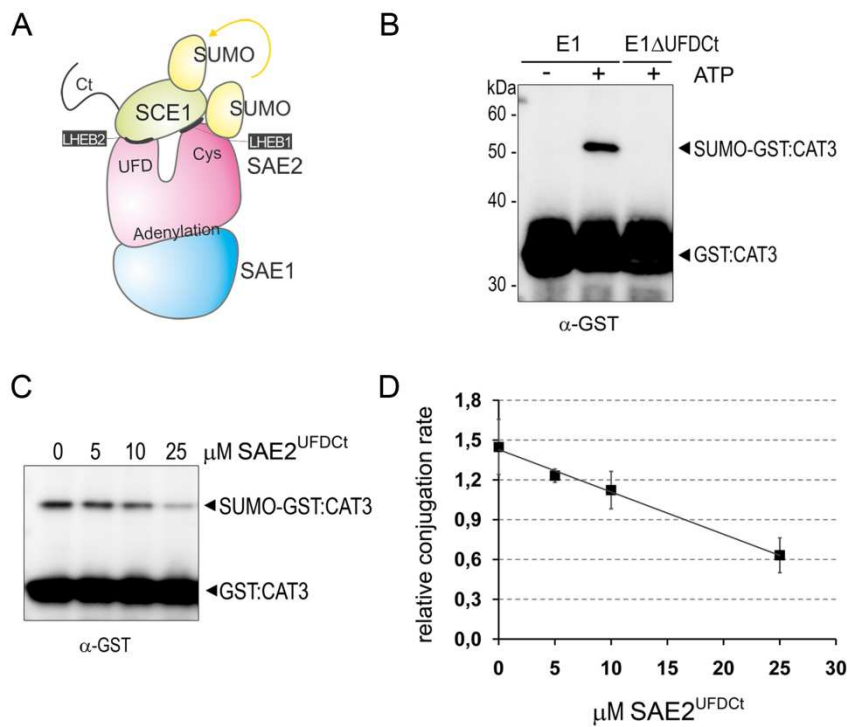 A
SUMO
Ct
SCE1
SUMO
LHEB2
LHEB1
UFD
Cys
SAE2
Adenylation
SAE1
B
E1 E1ΔUFDCt
- + + ATP
kDa
60 -
50 -
SUMO-GST:CAT3
40 -
GST:CAT3
30 -
α-GST
C
0 5 10 25 μM SAE2UFDCt
SUMO-GST:CAT3
GST:CAT3
α-GST
D
relative conjugation rate
1,8
1,5
1,2
0,9
0,6
0,3
0,0
0 5 10 15 20 25 30
μM SAE2UFDCt